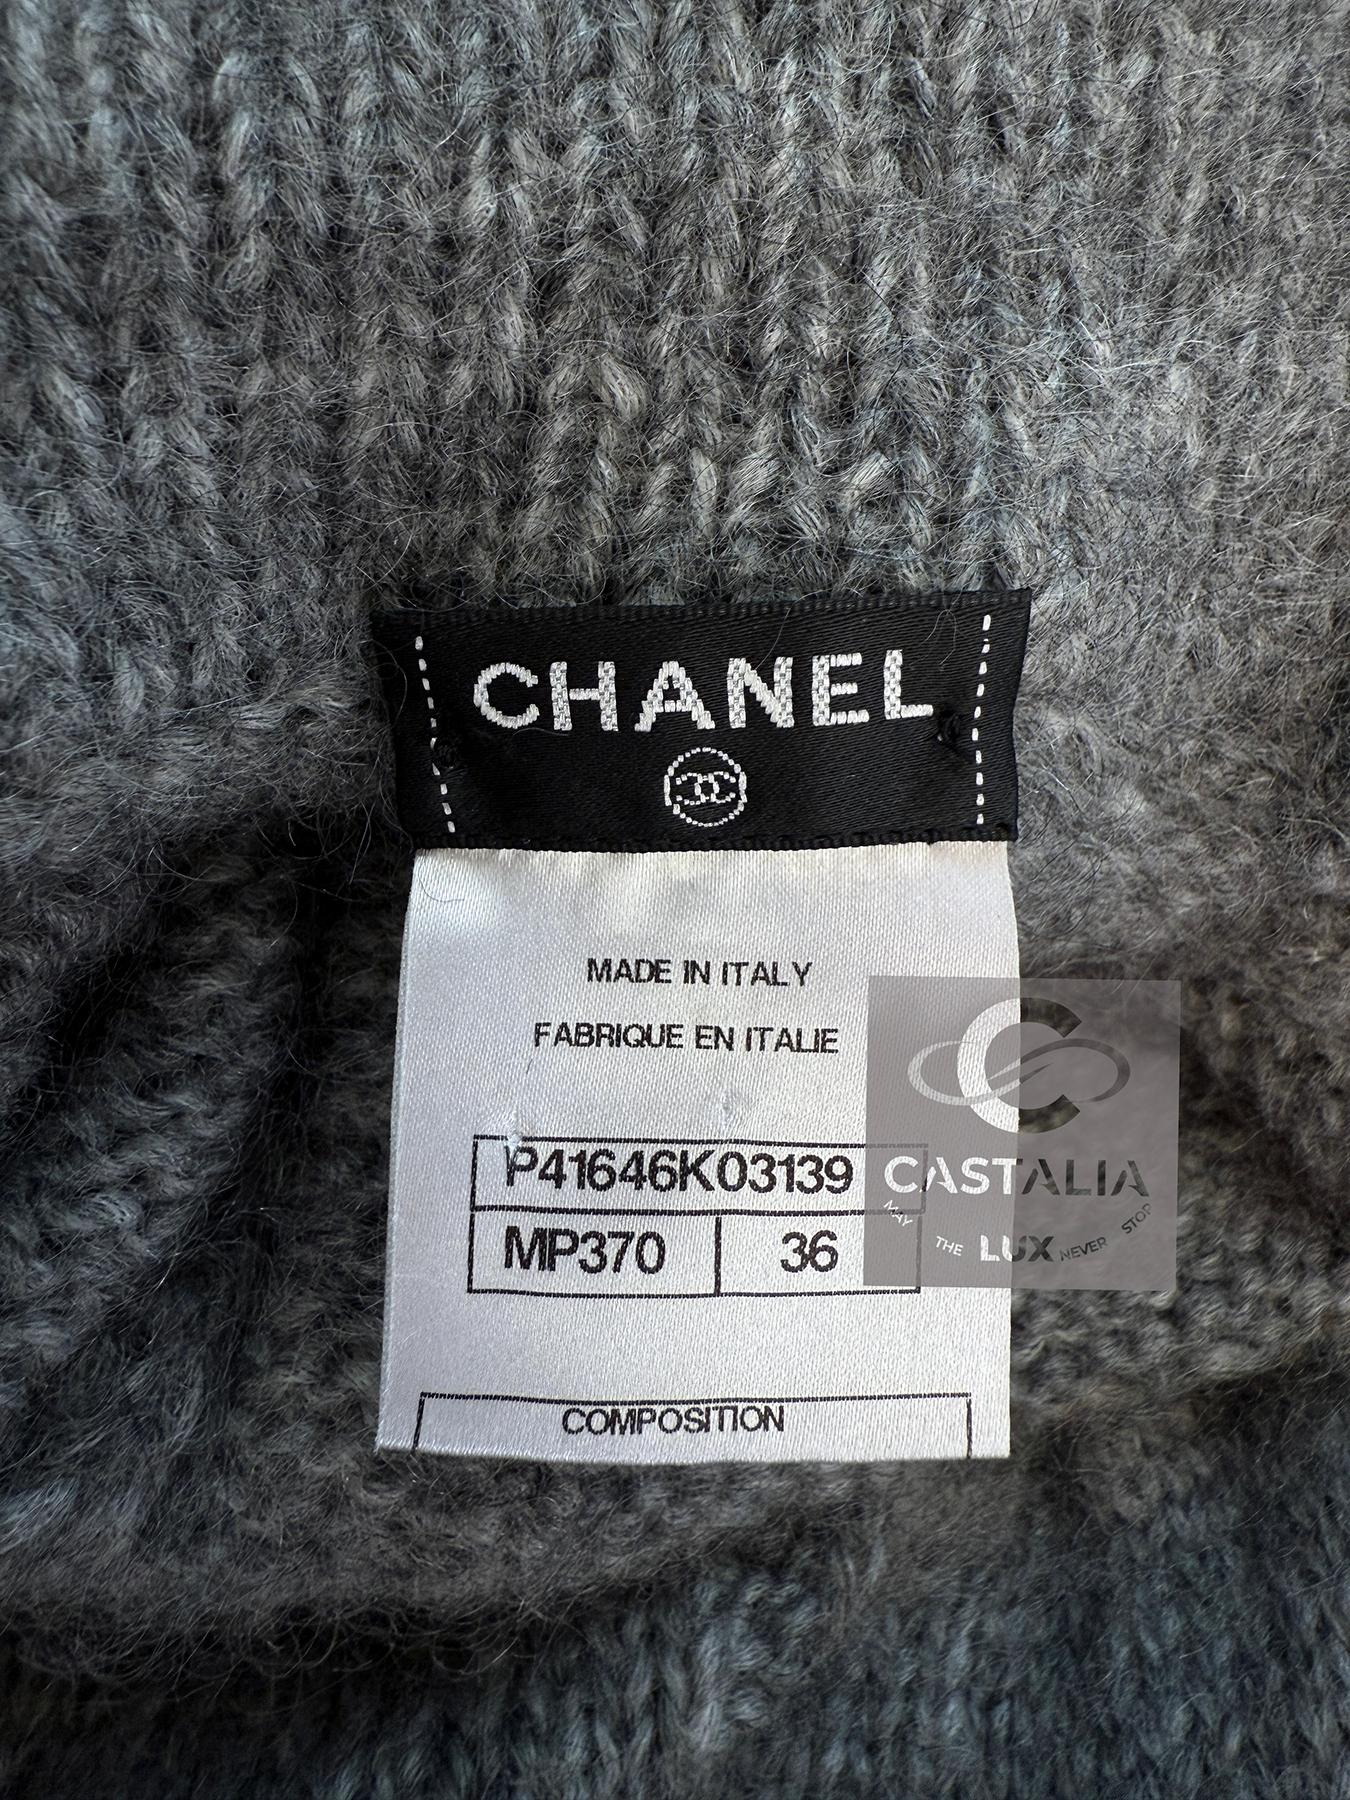 CHANEL
MADE IN ITALY
FABRIQUE EN ITALIE
P41646K03139
MP370 36
COMPOSITION
CASTALIA
MAY THE LUX NEVER STOP